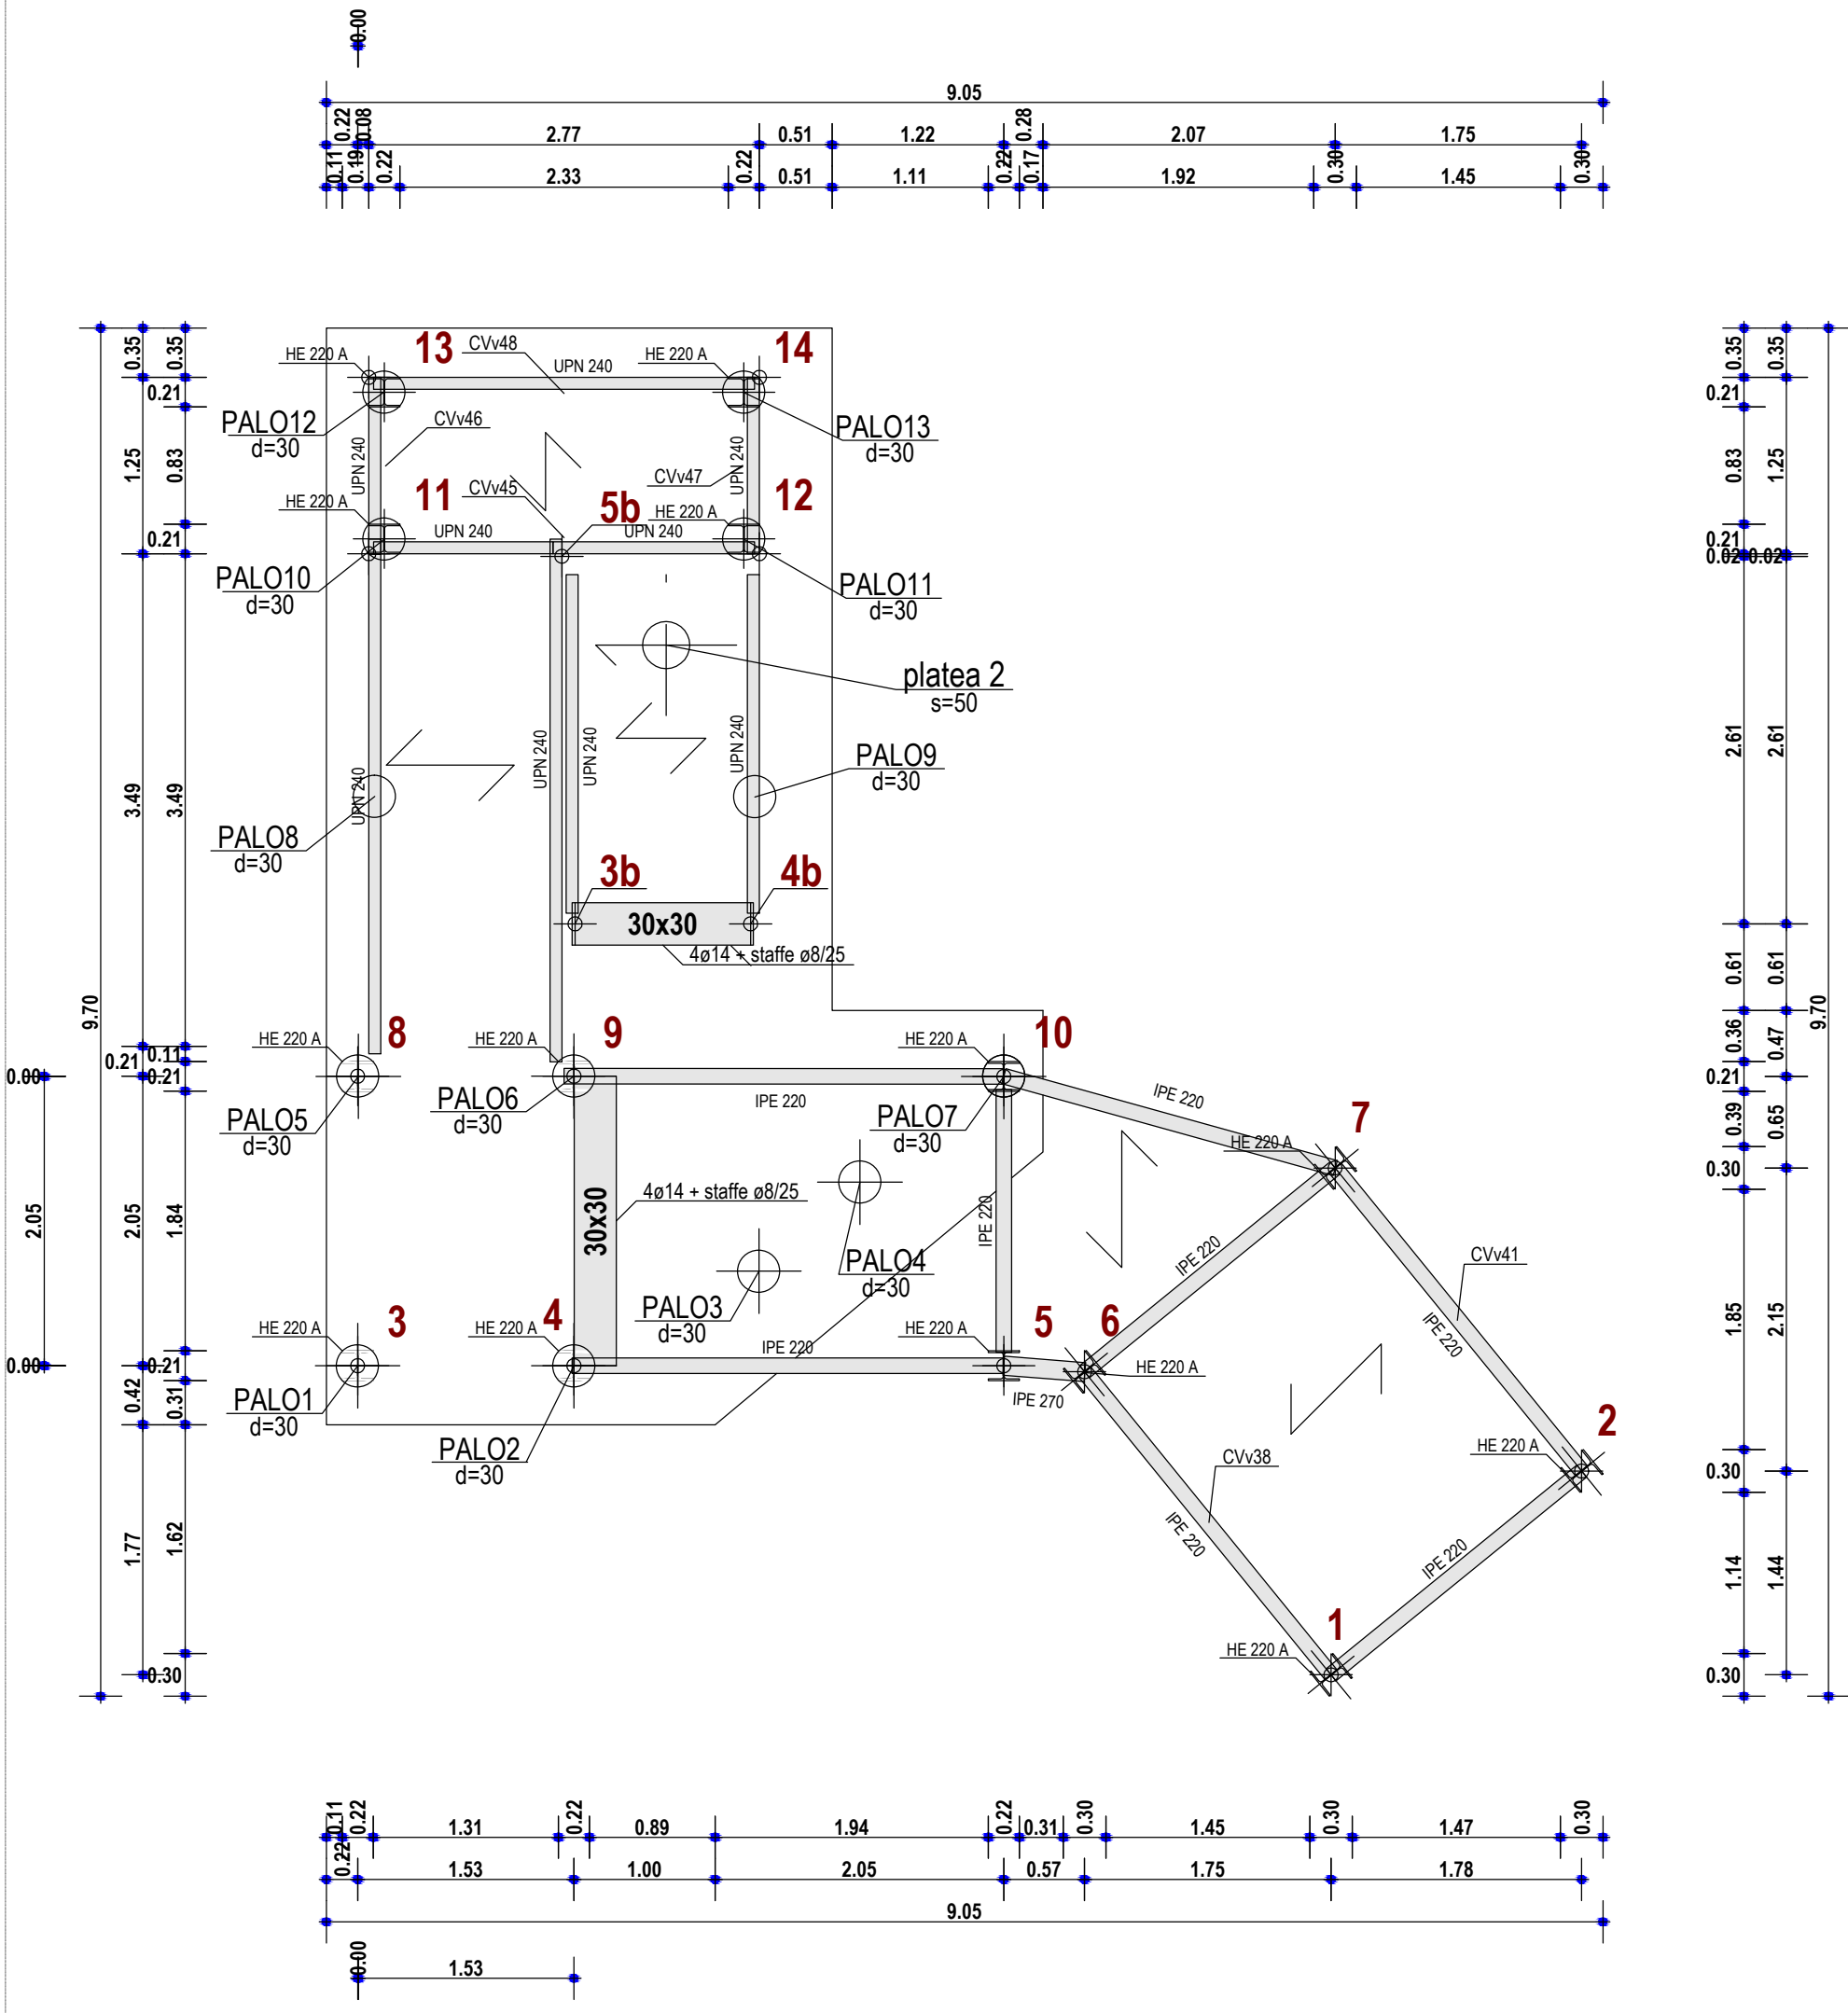 0.00
9.05
0.22
0.08
2.77
0.51
1.22
0.28
2.07
1.75
0.11
0.19
0.22
2.33
0.22
0.51
1.11
0.22
0.17
1.92
0.30
1.45
0.30
0.35
0.35
0.21
1.25
0.83
0.21
3.49
3.49
9.70
0.21
0.11
0.21
0.00
2.05
2.05
1.84
0.00
0.21
0.42
0.31
1.77
1.62
0.30
HE 220 A
13
CVv48
UPN 240
HE 220 A
14
PALO12
d=30
CVv46
UPN 240
PALO13
d=30
CVv47
UPN 240
HE 220 A
11
CVv45
5b
HE 220 A
12
UPN 240
UPN 240
PALO10
d=30
PALO11
d=30
platea 2
s=50
UPN 240
UPN 240
UPN 240
UPN 240
PALO9
d=30
PALO8
d=30
3b
4b
30x30
4ø14 + staffe ø8/25
HE 220 A
8
HE 220 A
9
HE 220 A
10
PALO5
d=30
PALO6
d=30
IPE 220
PALO7
d=30
IPE 220
7
HE 220 A
30x30
4ø14 + staffe ø8/25
IPE 220
IPE 220
PALO4
d=30
PALO3
d=30
CVv41
IPE 220
HE 220 A
3
HE 220 A
4
IPE 220
HE 220 A
5
6
HE 220 A
IPE 270
PALO1
d=30
PALO2
d=30
2
HE 220 A
CVv38
IPE 220
IPE 220
1
HE 220 A
0.35
0.35
0.21
0.83
1.25
0.21
0.02
0.02
2.61
2.61
0.61
0.61
0.36
0.47
9.70
0.21
0.39
0.65
0.30
1.85
2.15
0.30
1.14
1.44
0.30
0.11
0.22
1.31
0.22
0.89
1.94
0.22
0.31
0.30
1.45
0.30
1.47
0.30
0.22
1.53
1.00
2.05
0.57
1.75
1.78
9.05
0.00
1.53